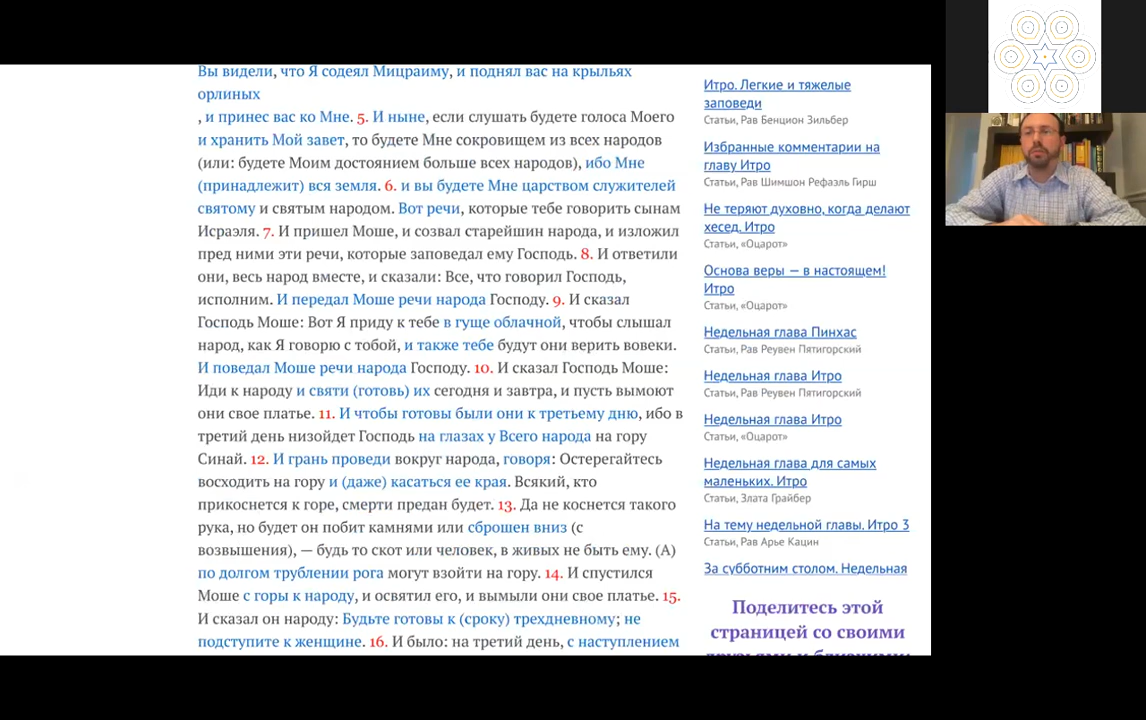 Вы видели, что Я содеял Мицраиму, и поднял вас на крыльях
орлиных
, и принес вас ко Мне. 5. И ныне, если слушать будете голоса Моего
и хранить Мой завет, то будете Мне сокровищем из всех народов
(или: будете Моим достоянием больше всех народов), ибо Мне
(принадлежит) вся земля. 6. и вы будете Мне царством служителей
святому и святым народом. Вот речи, которые тебе говорить сынам
Исраэля. 7. И пришел Моше, и созвал старейшин народа, и изложил
пред ними эти речи, которые заповедал ему Господь. 8. И ответили
они, весь народ вместе, и сказали: Все, что говорил Господь,
исполним. И передал Моше речи народа Господу. 9. И сказал
Господь Моше: Вот Я приду к тебе в гуще облачной, чтобы слышал
народ, как Я говорю с тобой, и также тебе будут они верить вовеки.
И поведал Моше речи народа Господу. 10. И сказал Господь Моше:
Иди к народу и святи (готовь) их сегодня и завтра, и пусть вымоют
они свое платье. 11. И чтобы готовы были они к третьему дню, ибо в
третий день низойдет Господь на глазах у Всего народа на гору
Синай. 12. И грань проведи вокруг народа, говоря: Остерегайтесь
восходить на гору и (даже) касаться ее края. Всякий, кто
прикоснется к горе, смерти предан будет. 13. Да не коснется такого
рука, но будет он побит камнями или сброшен вниз (с
возвышения), — будь то скот или человек, в живых не быть ему. (А)
по долгом трублении рога могут взойти на гору. 14. И спустился
Моше с горы к народу, и освятил его, и вымыли они свое платье. 15.
И сказал он народу: Будьте готовы к (сроку) трехдневному; не
подступите к женщине. 16. И было: на третий день, с наступлением
Итро. Легкие и тяжелые
заповеди
Статьи, Рав Бенцион Зильбер
Избранные комментарии на
главу Итро
Статьи, Рав Шимшон Рефаэль Гирш
Не теряют духовно, когда делают
хесед. Итро
Статьи, «Оцарот»
Основа веры — в настоящем!
Итро
Статьи, «Оцарот»
Недельная глава Пинхас
Статьи, Рав Реувен Пятигорский
Недельная глава Итро
Статьи, Рав Реувен Пятигорский
Недельная глава Итро
Статьи, «Оцарот»
Недельная глава для самых
маленьких. Итро
Статьи, Злата Грайбер
На тему недельной главы. Итро 3
Статьи, Рав Арье Кацин
За субботним столом. Недельная
Поделитесь этой
страницей со своими
друзьями и близкими: